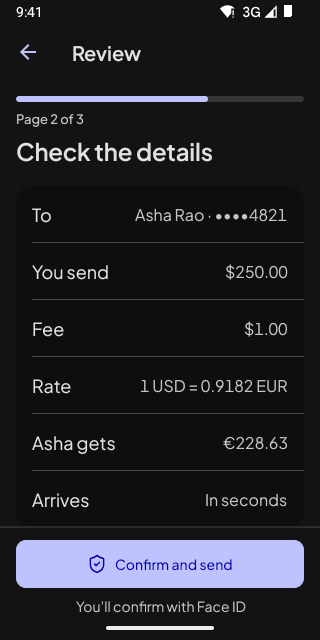 9:41
3G
Review
Page 2 of 3
Check the details
To Asha Rao · ••••4821
You send $250.00
Fee $1.00
Rate 1 USD = 0.9182 EUR
Asha gets €228.63
Arrives In seconds
Confirm and send
You'll confirm with Face ID